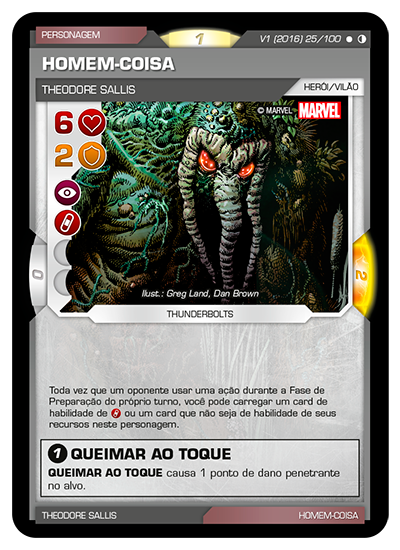 PERSONAGEM
1
V1 (2016) 25/100
HOMEM-COISA
THEODORE SALLIS
HERÓI/VILÃO
© MARVEL MARVEL
6
2
0
2
Ilust.: Greg Land, Dan Brown
THUNDERBOLTS
Toda vez que um oponente usar uma ação durante a Fase de
Preparação do próprio turno, você pode carregar um card de
habilidade de ou um card que não seja de habilidade de seus
recursos neste personagem.
1 QUEIMAR AO TOQUE
QUEIMAR AO TOQUE causa 1 ponto de dano penetrante
no alvo.
THEODORE SALLIS
HOMEM-COISA